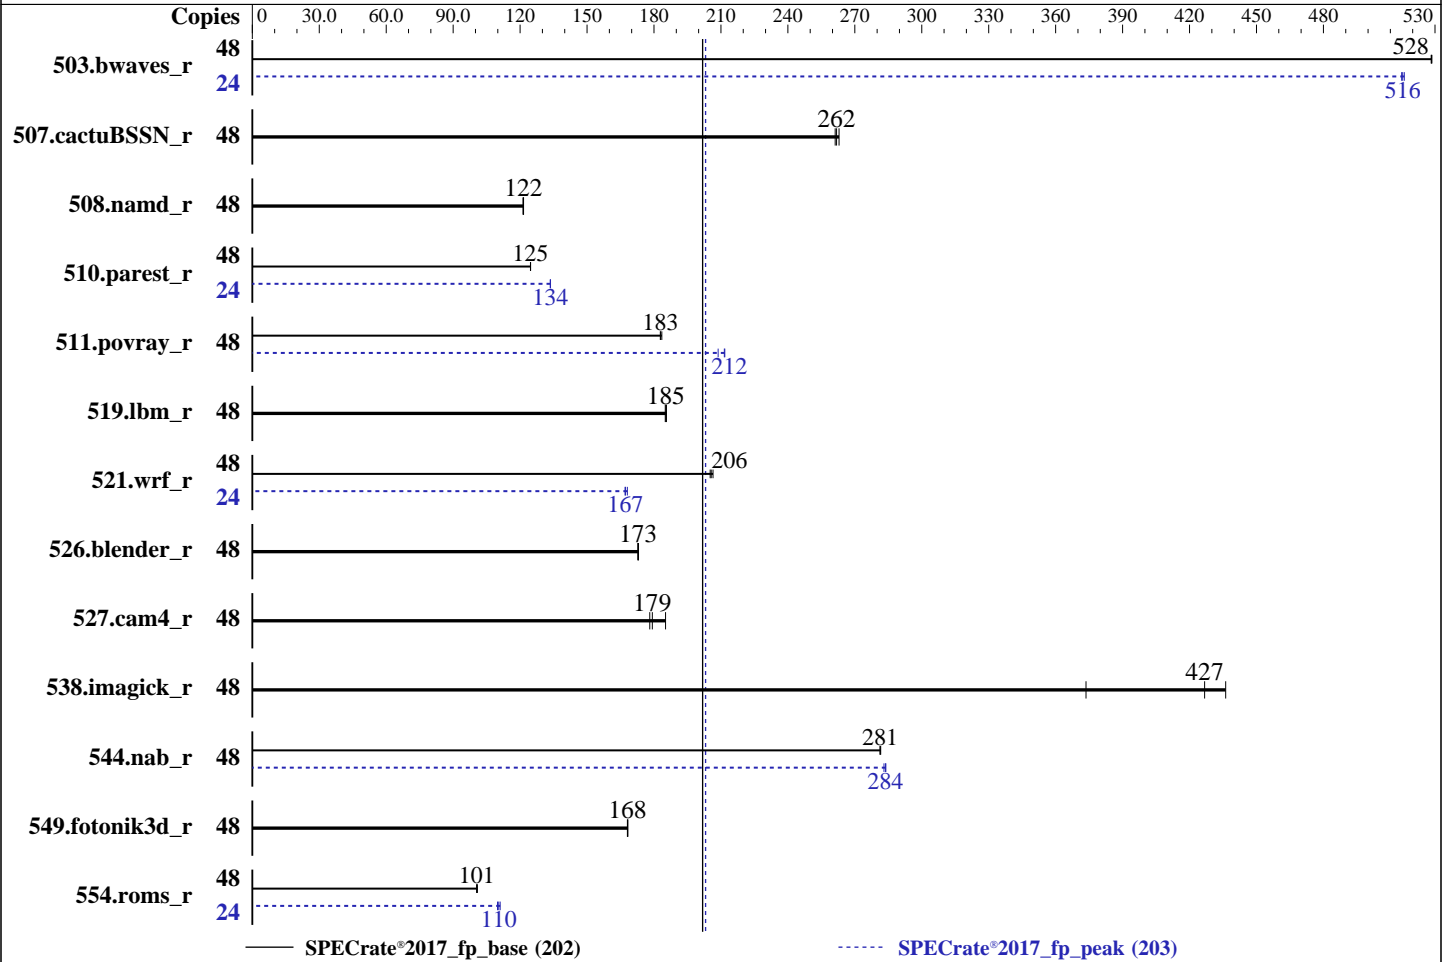 Copies 0 30.0 60.0 90.0 120 150 180 210 240 270 300 330 360 390 420 450 480 530
503.bwaves_r 48 528
24 516
507.cactuBSSN_r 48 262
508.namd_r 48 122
510.parest_r 48 125
24 134
511.povray_r 48 183
212
519.lbm_r 48 185
521.wrf_r 48 206
24 167
526.blender_r 48 173
527.cam4_r 48 179
538.imagick_r 48 427
544.nab_r 48 281
284
549.fotonik3d_r 48 168
554.roms_r 48 101
24 110
SPECrate®2017_fp_base (202) SPECrate®2017_fp_peak (203)